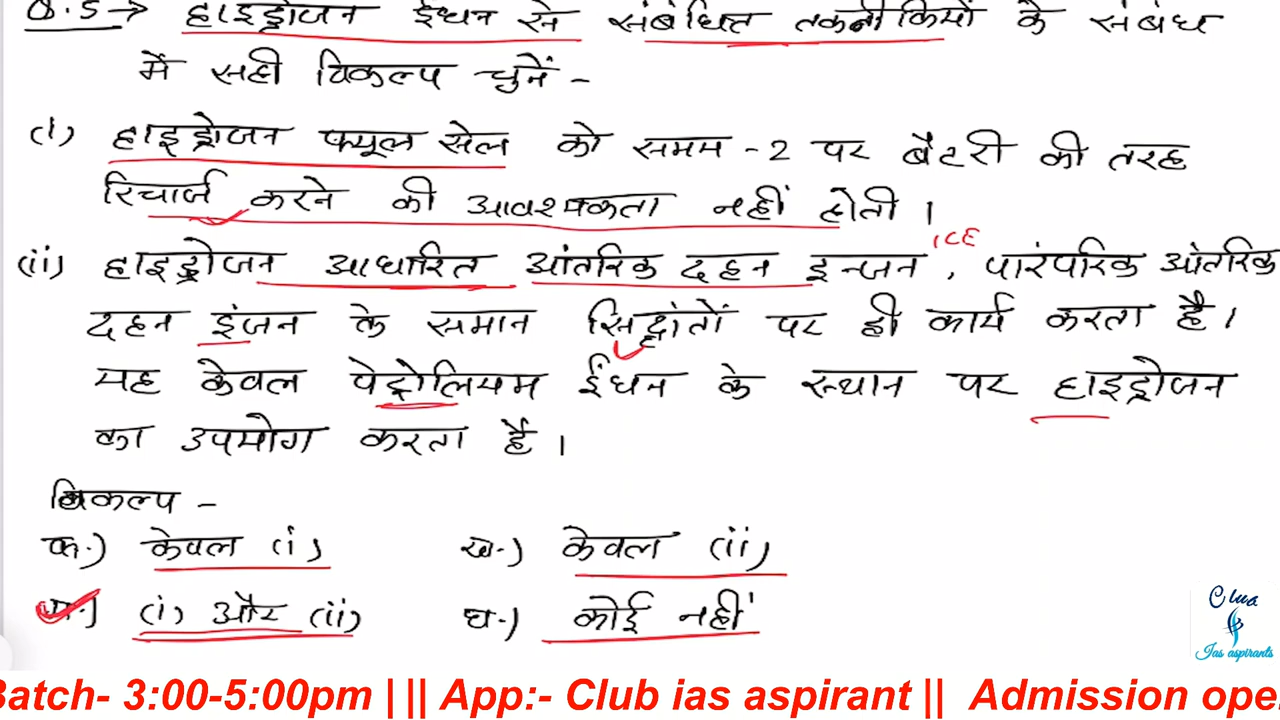 Q.5→ हाइड्रोजन ईंधन से संबंधित तकनीकियों के संबंध
में सही विकल्प चुनें -
(i) हाइड्रोजन फ्यूल सेल को समय-2 पर बैटरी की तरह
रिचार्ज करने की आवश्यकता नहीं होती।
ICE
(ii) हाइड्रोजन आधारित आंतरिक दहन इन्जन, पारंपरिक आंतरिक
दहन इंजन के समान सिद्धांतों पर ही कार्य करता है।
यह केवल पेट्रोलियम ईंधन के स्थान पर हाइड्रोजन
का उपयोग करता है।
विकल्प -
क.) केवल (i) ख.) केवल (ii)
ग.) (i) और (ii) घ.) कोई नहीं
Club
Ias aspirants
Batch- 3:00-5:00pm | || App:- Club ias aspirant || Admission ope